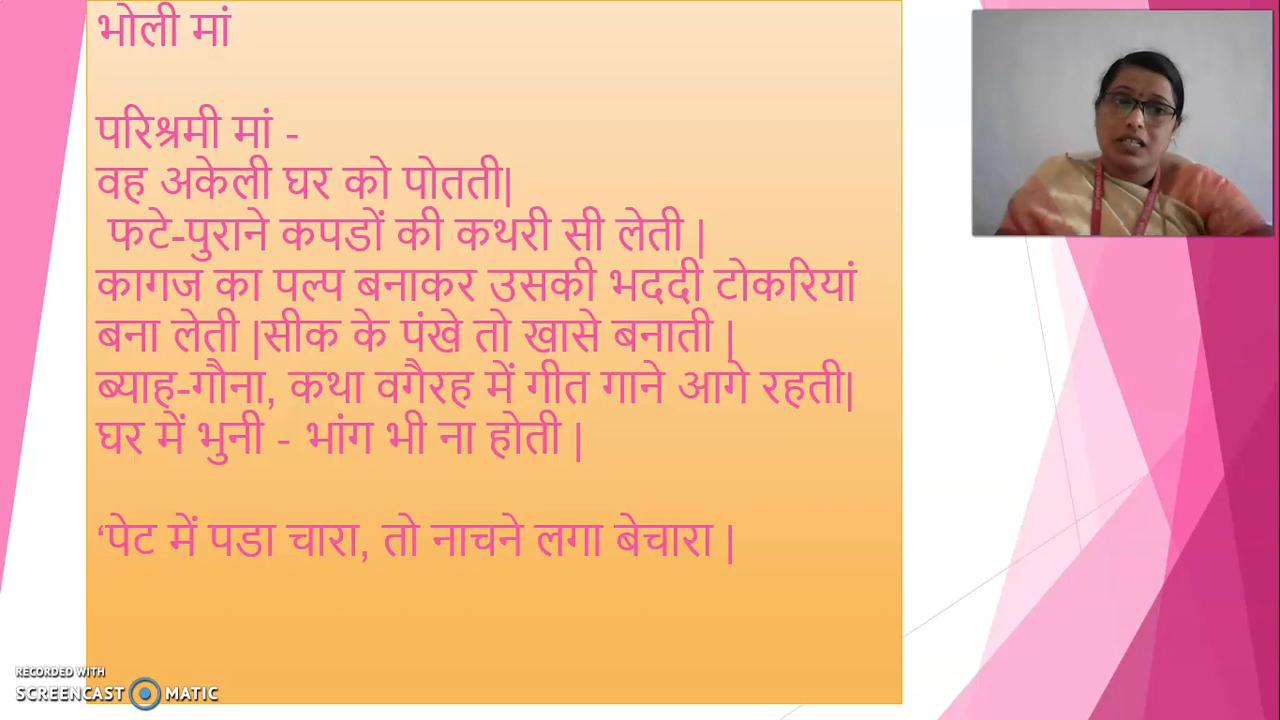 भोली मां
परिश्रमी मां -
वह अकेली घर को पोतती|
फटे-पुराने कपडों की कथरी सी लेती |
कागज का पल्प बनाकर उसकी भददी टोकरियां
बना लेती |सीक के पंखे तो खासे बनाती |
ब्याह-गौना, कथा वगैरह में गीत गाने आगे रहती|
घर में भुनी - भांग भी ना होती |
‘पेट में पडा चारा, तो नाचने लगा बेचारा |
RECORDED WITH
SCREENCAST MATIC